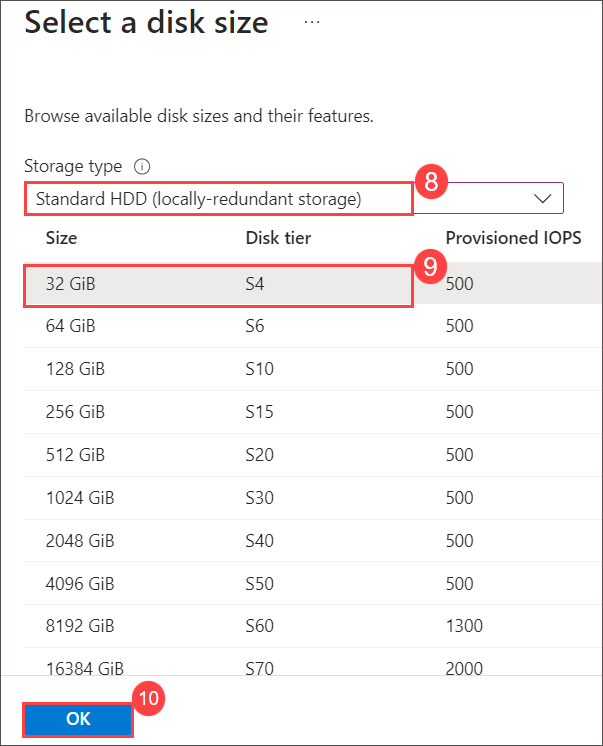 Select a disk size ...
Browse available disk sizes and their features.
Storage type
Standard HDD (locally-redundant storage) 8
Size Disk tier Provisioned IOPS
9
32 GiB S4 500
64 GiB S6 500
128 GiB S10 500
256 GiB S15 500
512 GiB S20 500
1024 GiB S30 500
2048 GiB S40 500
4096 GiB S50 500
8192 GiB S60 1300
16384 GiB S70 2000
10
OK